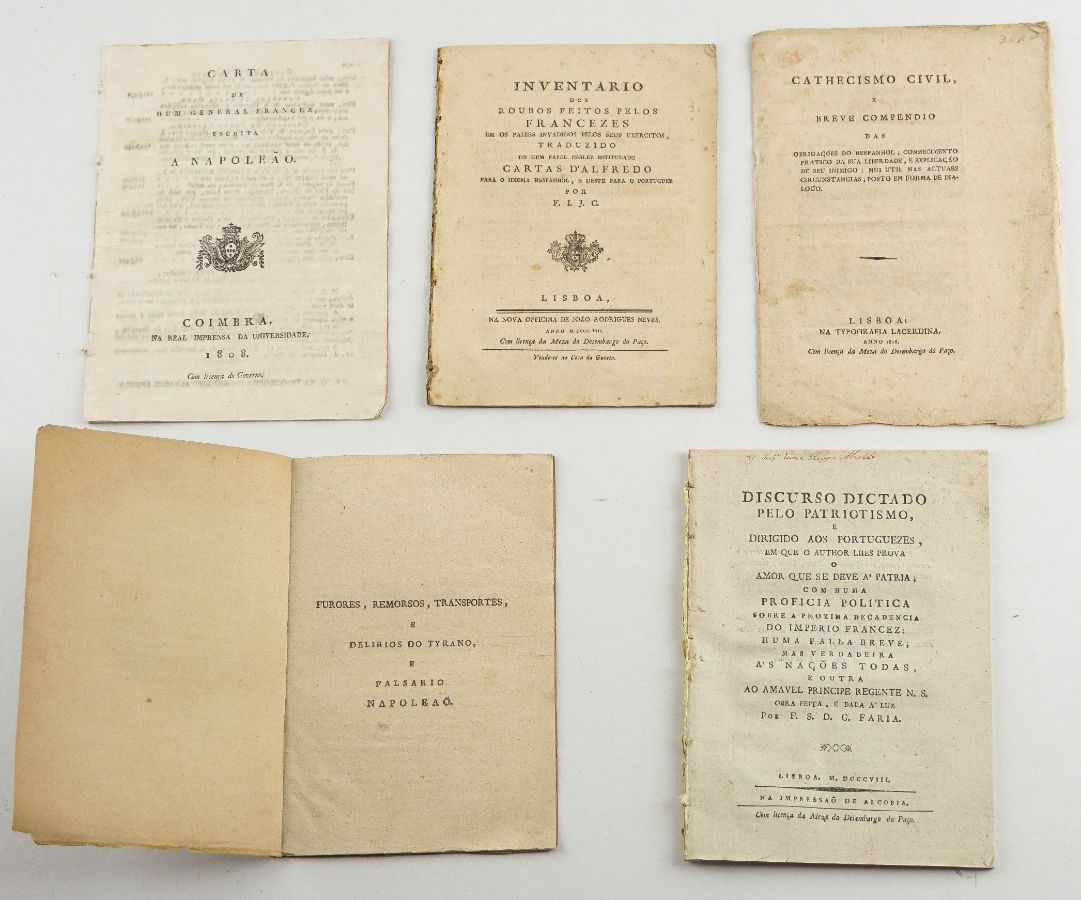 CARTA
DE
HUM GENERAL FRANCEZ,
ESCRITA
A NAPOLEÃO.
COIMBRA,
NA REAL IMPRENSA DA UNIVERSIDADE,
1808.
Com licença do Governo.
INVENTARIO
DOS
ROUBOS FEITOS PELOS
FRANCEZES
EM OS PAIZES INVADIDOS PELOS SEUS EXERCITOS,
TRADUZIDO
DE HUM PAPEL INGLEZ INTITULADO
CARTAS D'ALFREDO
PARA O IDIOMA HESPANHOL, E DESTE PARA O PORTUGUEZ
POR
F. I. J. C.
LISBOA,
NA NOVA OFFICINA DE JOÃO RODRIGUES NEVES.
ANNO M.DCCC.VIII.
Com licença da Meza do Desembargo do Paço.
Vende-se na Casa da Gazeta.
CATHECISMO CIVIL,
E
BREVE COMPENDIO
DAS
OBRIGAÇÕES DO HESPANHOL; CONHECIMENTO
PRATICO DA SUA LIBERDADE, E EXPLICAÇÃO
DE SEU INIMIGO; MUI UTIL NAS ACTUAES
CIRCUNSTANCIAS; POSTO EM FORMA DE DIA-
LOGO.
LISBOA:
NA TYPOGRAFIA LACERDINA.
ANNO 1808.
Com licença da Meza do Desembargo do Paço.
FURORES, REMORSOS, TRANSPORTES,
E
DELIRIOS DO TYRANO,
E
FALSARIO
NAPOLEAÕ.
DISCURSO DICTADO
PELO PATRIOTISMO,
E
DIRIGIDO AOS PORTUGUEZES,
EM QUE O AUTHOR LHES PROVA
O
AMOR QUE SE DEVE A' PATRIA;
COM HUMA
PROFICIA POLITICA
SOBRE A PROXIMA DECADENCIA
DO IMPERIO FRANCEZ:
HUMA FALLA BREVE,
MAS VERDADEIRA
A'S NAÇÕES TODAS,
E OUTRA
AO AMAVEL PRINCIPE REGENTE N. S.
OBRA FEITA, E DADA A' LUZ
POR F. S. D. C. FARIA.
LISBOA. M. DCCCVIII.
NA IMPRESSAÕ DE ALCOBIA.
Com licença da Meza do Desembargo do Paço.